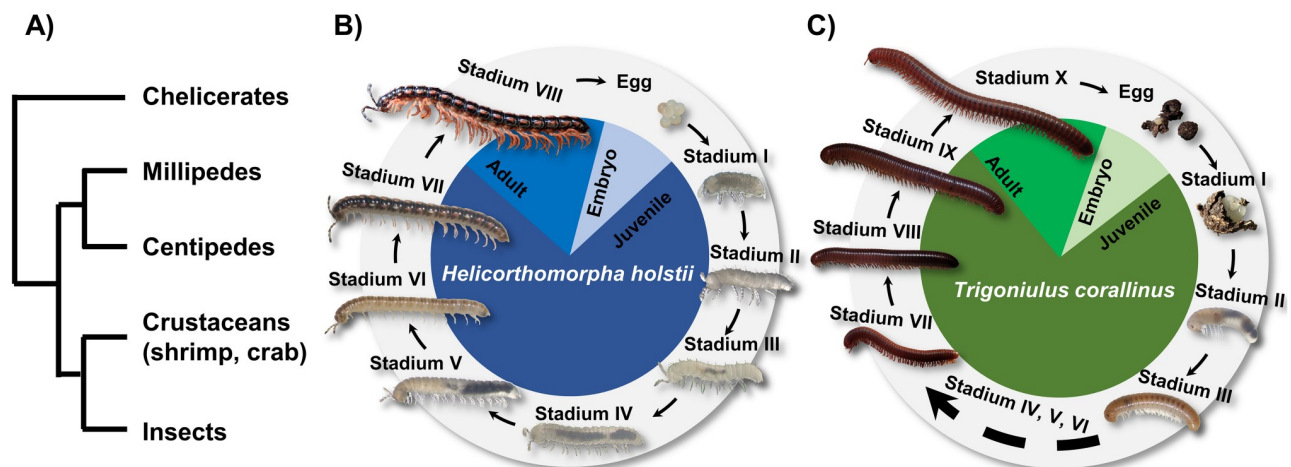 A)
Chelicerates
Millipedes
Centipedes
Crustaceans
(shrimp, crab)
Insects
B)
Stadium VIII
Egg
Stadium I
Stadium II
Stadium III
Stadium IV
Stadium V
Stadium VI
Stadium VII
Adult
Embryo
Juvenile
Helicorthomorpha holstii
C)
Stadium X
Egg
Stadium I
Stadium II
Stadium III
Stadium IV, V, VI
Stadium VII
Stadium VIII
Stadium IX
Adult
Embryo
Juvenile
Trigoniulus corallinus